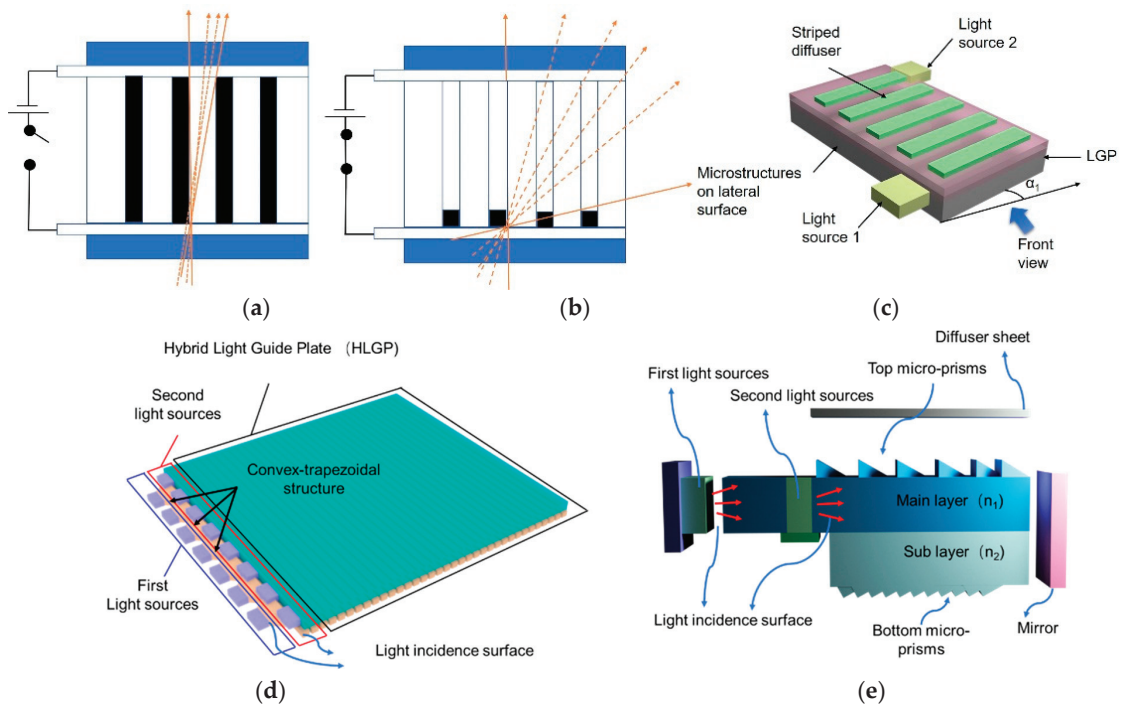 (a)
(b)
Striped
diffuser
Light
source 2
LGP
Microstructures
on lateral
surface
α1
Light
source 1
Front
view
(c)
Hybrid Light Guide Plate （HLGP)
Second
light sources
Convex-trapezoidal
structure
First
Light sources
Light incidence surface
(d)
Diffuser sheet
Top micro-prisms
First light sources
Second light sources
Main layer（n1)
Sub layer（n2)
Light incidence surface
Bottom micro-
prisms
Mirror
(e)